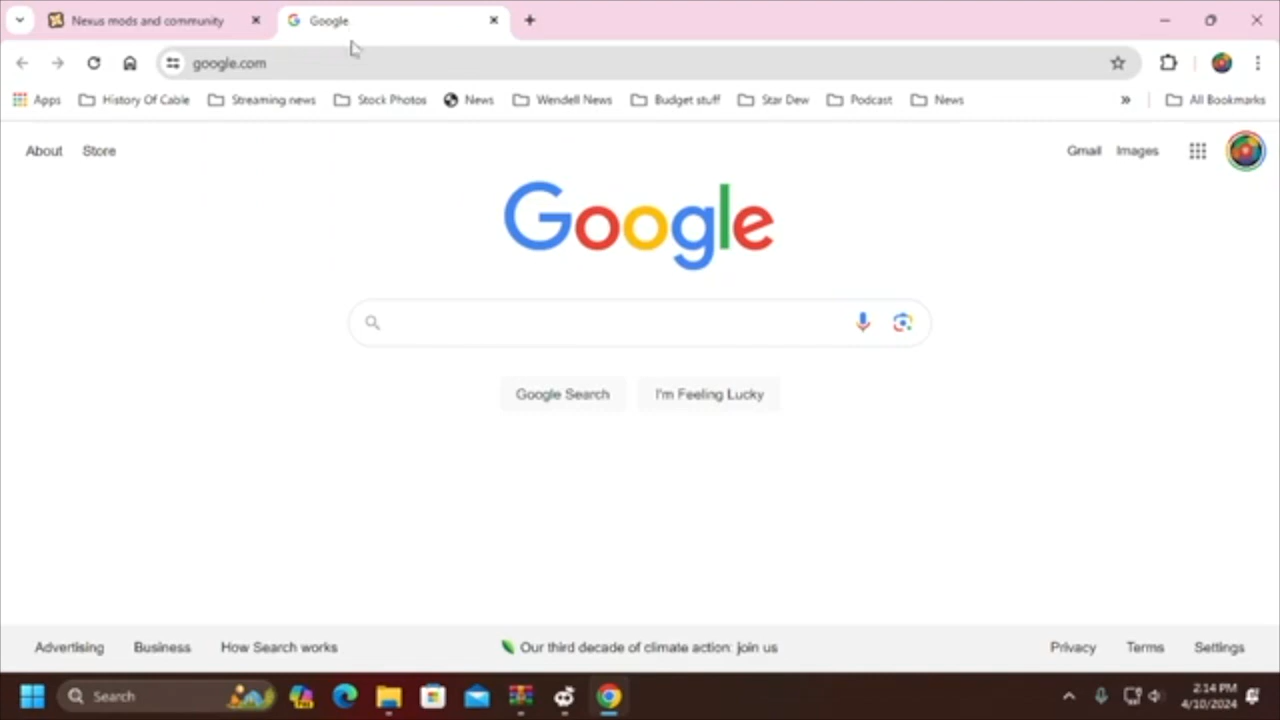 Nexus mods and community
Google
google.com
Apps
History Of Cable
Streaming news
Stock Photos
News
Wendell News
Budget stuff
Star Dew
Podcast
News
»
All Bookmarks
About
Store
Gmail
Images
Google
Google Search
I'm Feeling Lucky
Advertising
Business
How Search works
Our third decade of climate action: join us
Privacy
Terms
Settings
Search
2:14 PM
4/10/2024